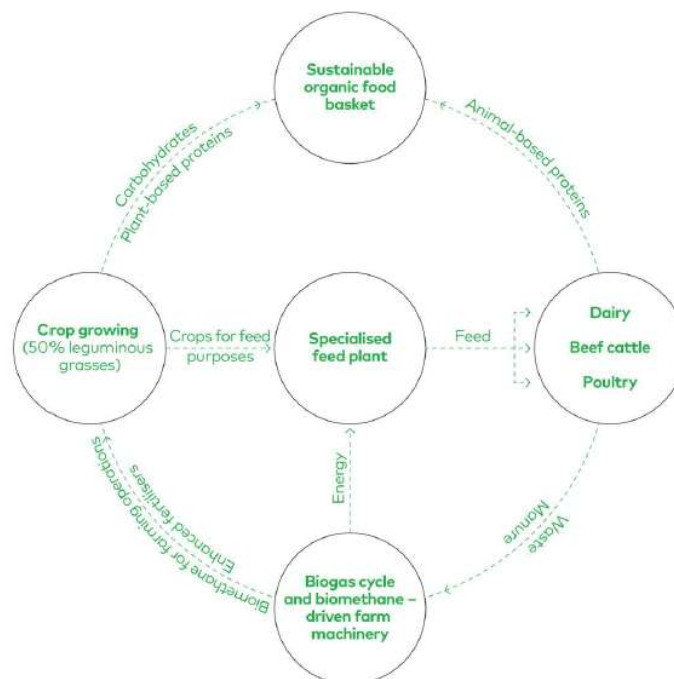 Sustainable
organic food
basket
Carbohydrates
Plant-based proteins
Animal-based proteins
Crop growing
(50% leguminous
grasses)
Crops for feed
purposes
Specialised
feed plant
Feed
Dairy
Beef cattle
Poultry
Energy
Enhanced fertilisers
Biomethane for farming operations
Manure
Waste
Biogas cycle
and biomethane –
driven farm
machinery